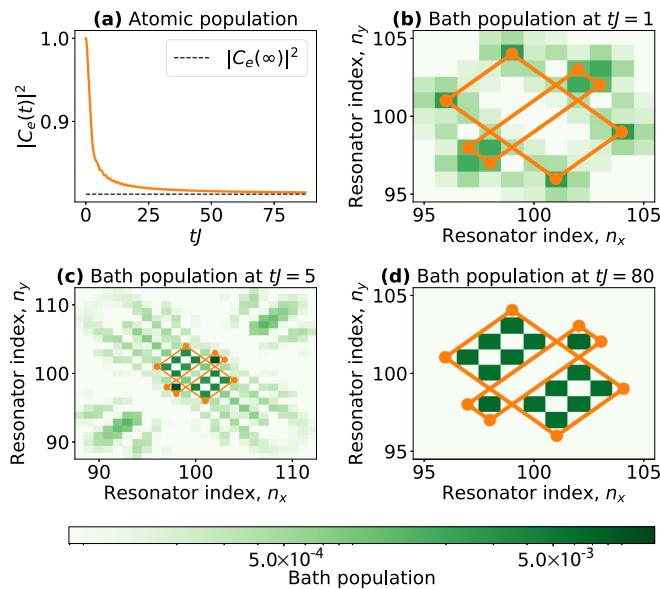 (a) Atomic population
1.0
0.9
|C_e(t)|²
|C_e(∞)|²
0 25 50 75
tJ
(b) Bath population at tJ = 1
105
100
95
Resonator index, n_y
95 100 105
Resonator index, n_x
(c) Bath population at tJ = 5
110
100
90
Resonator index, n_y
90 100 110
Resonator index, n_x
(d) Bath population at tJ = 80
105
100
95
Resonator index, n_y
95 100 105
Resonator index, n_x
5.0×10⁻⁴ 5.0×10⁻³
Bath population